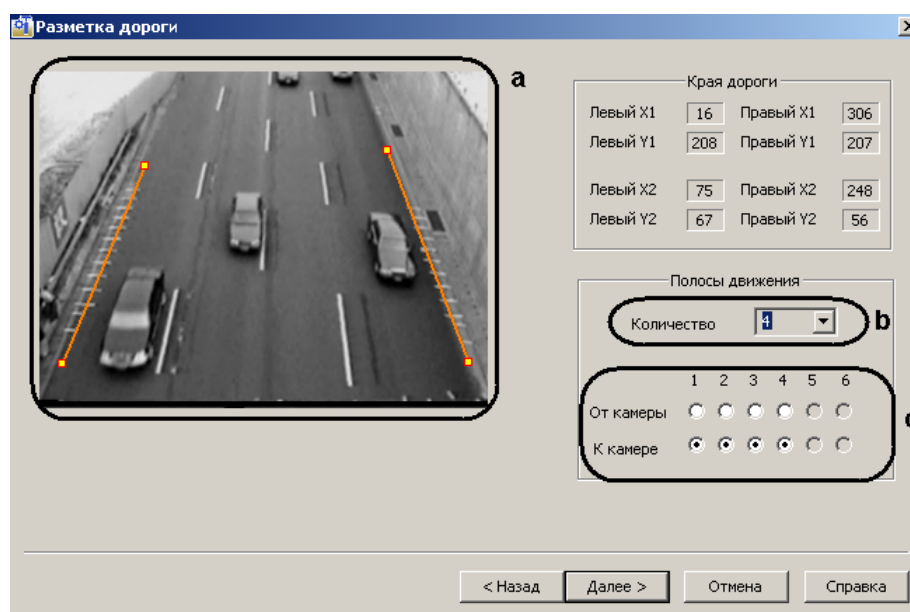 Разметка дороги
a
Края дороги
Левый X1 16 Правый X1 306
Левый Y1 208 Правый Y1 207
Левый X2 75 Правый X2 248
Левый Y2 67 Правый Y2 56
Полосы движения
Количество 4 b
1 2 3 4 5 6
От камеры
К камере
< Назад Далее > Отмена Справка